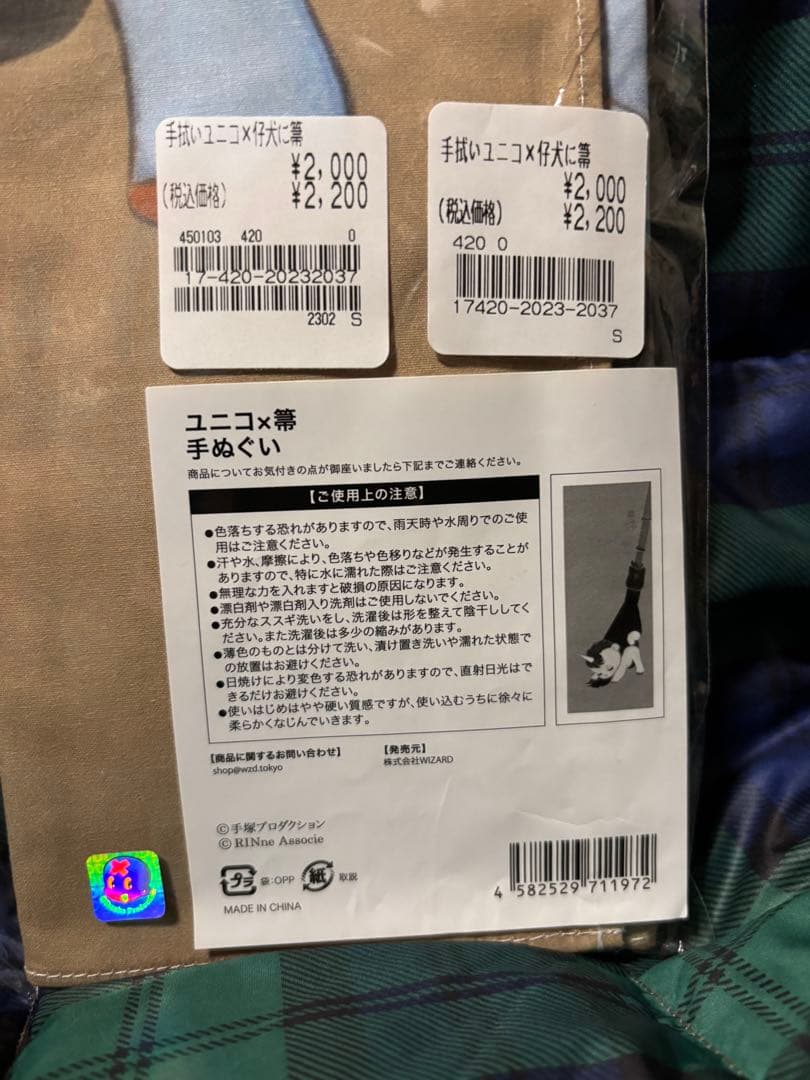 手拭いユニコ×仔犬に箒
¥2,000
(税込価格) ¥2,200
450103 420 0
17-420-20232037
2302 S
手拭いユニコ×仔犬に箒
¥2,000
(税込価格) ¥2,200
420 0
17420-2023-2037
S
ユニコ×箒
手ぬぐい
商品についてお気付きの点が御座いましたら下記までご連絡ください。
【ご使用上の注意】
●色落ちする恐れがありますので、雨天時や水周りでのご使
用はご注意ください。
●汗や水、摩擦により、色落ちや色移りなどが発生することが
ありますので、特に水に濡れた際はご注意ください。
●無理な力を入れますと破損の原因になります。
●漂白剤や漂白剤入り洗剤はご使用しないでください。
●充分なススギ洗いをし、洗濯後は形を整えて陰干ししてく
ださい。また洗濯後は多少の縮みがあります。
●薄色のものとは分けて洗い、漬け置き洗いや濡れた状態で
の放置はお避けください。
●日焼けにより変色する恐れがありますので、直射日光はで
きるだけお避けください。
●使いはじめはやや硬い質感ですが、使い込むうちに徐々に
柔らかくなじんでいきます。
【商品に関するお問い合わせ】
shop@wzd.tokyo
【発売元】
株式会社WIZARD
©手塚プロダクション
© RINne Associe
プラ 袋:OPP 紙 取説
MADE IN CHINA
4 582529 711972